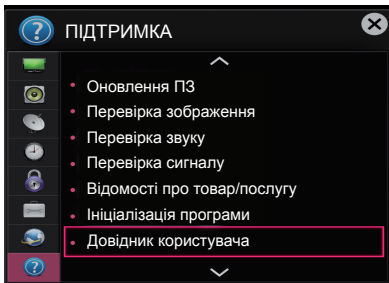 ПІДТРИМКА
Оновлення ПЗ
Перевірка зображення
Перевірка звуку
Перевірка сигналу
Відомості про товар/послугу
Ініціалізація програми
Довідник користувача